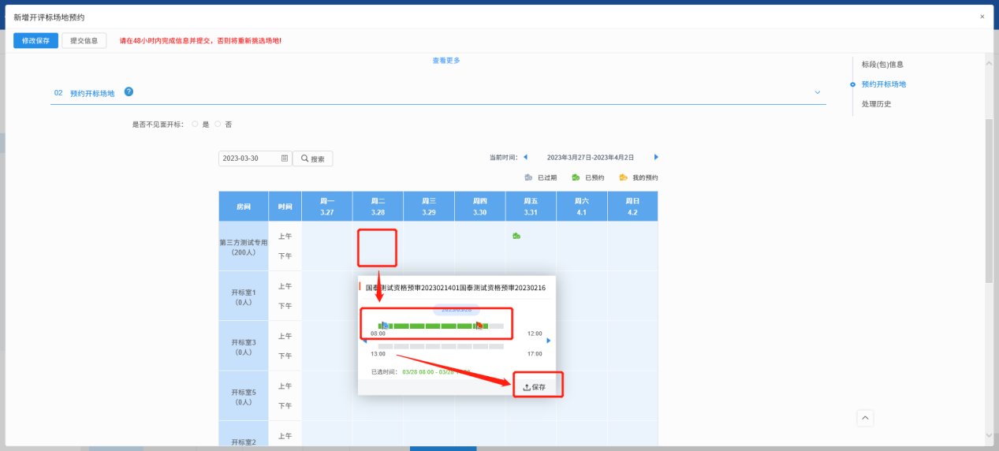 新增开评标场地预约
×
修改保存 提交信息 请在48小时内完成信息并提交，否则将重新挑选场地!
查看更多
标段(包)信息
预约开标场地
处理历史
02 预约开标场地 ?
是否不见面开标： 是 否
2023-03-30 搜索
当前时间： 2023年3月27日-2023年4月2日
已过期 已预约 我的预约
房间 时间 周一 3.27 周二 3.28 周三 3.29 周四 3.30 周五 3.31 周六 4.1 周日 4.2
第三方测试专用
（200人）
上午
下午
开标室1
（0人）
上午
下午
开标室3
（0人）
上午
下午
开标室5
（0人）
上午
下午
开标室2
上午
国泰测试资格预审2023021401国泰测试资格预审20230216
2023/03/28
08:00 12:00
13:00 17:00
已选时间： 03/28 08:00 - 03/28
保存